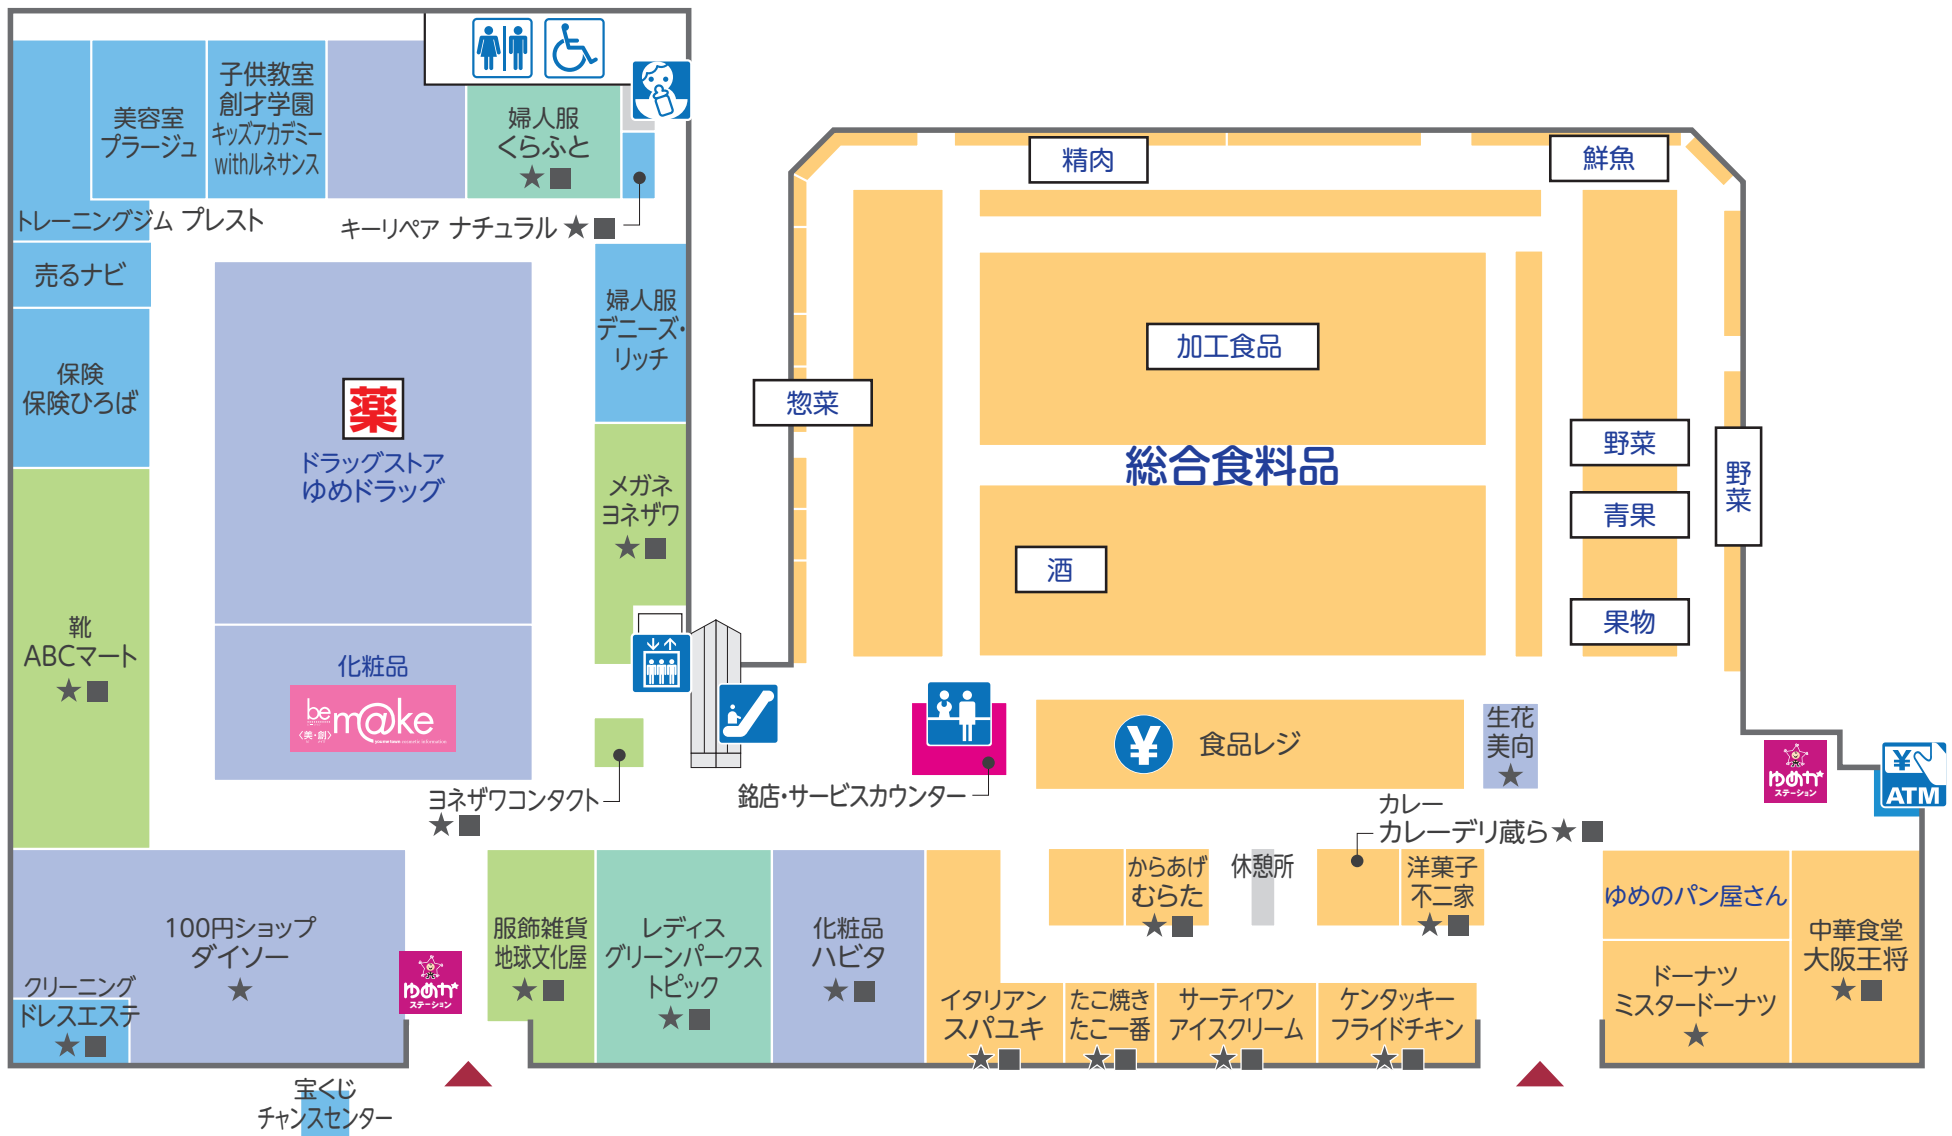 子供教室
創才学園
キッズアカデミー
withルネサンス
美容室
プラージュ
婦人服
くらふと
★■
トレーニングジム プレスト
キーリペア ナチュラル★■
売るナビ
保険
保険ひろば
婦人服
デニーズ・
リッチ
薬
ドラッグストア
ゆめドラッグ
メガネ
ヨネザワ
★■
靴
ABCマート
★■
化粧品
be
m@ke
〈美・創〉
ヨネザワコンタクト
★■
精肉
鮮魚
加工食品
惣菜
総合食料品
野菜
青果
野菜
酒
果物
¥
食品レジ
生花
美向
★
銘店・サービスカウンター
ゆめか
ステーション
¥
ATM
カレー
カレーデリ蔵ら★■
からあげ
むらた
★■
休憩所
洋菓子
不二家
★■
ゆめのパン屋さん
中華食堂
大阪王将
★■
ドーナツ
ミスタードーナツ
★
100円ショップ
ダイソー
★
クリーニング
ドレスエステ
★■
ゆめか
ステーション
服飾雑貨
地球文化屋
★■
レディス
グリーンパークス
トピック
★■
化粧品
ハビタ
★■
イタリアン
スパユキ
★■
たこ焼き
たこ一番
★■
サーティワン
アイスクリーム
★■
ケンタッキー
フライドチキン
★■
宝くじ
チャンスセンター